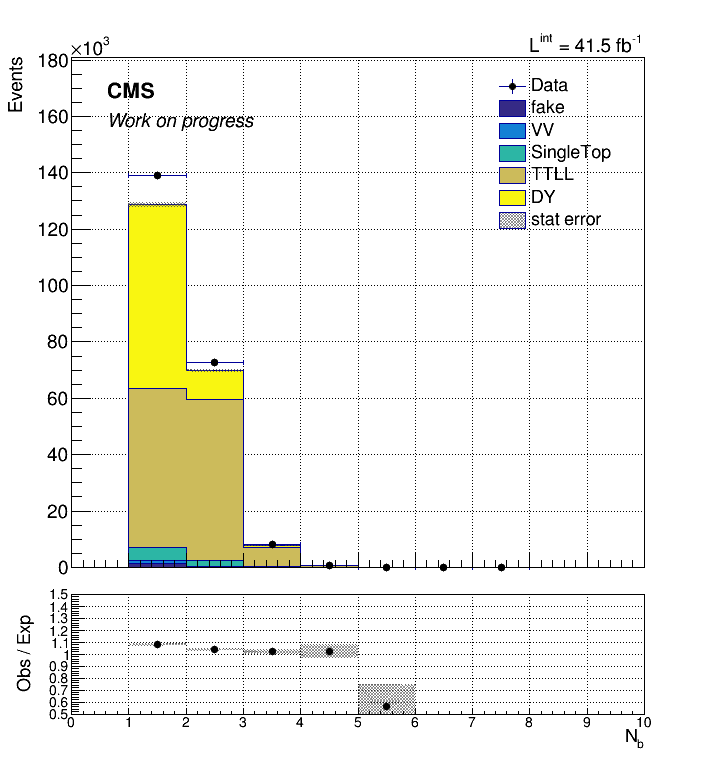 ×10³
L^int = 41.5 fb⁻¹
Events
180
160
140
120
100
80
60
40
20
0
CMS
Work on progress
Data
fake
VV
SingleTop
TTLL
DY
stat error
Obs / Exp
1.5
1.4
1.3
1.2
1.1
1
0.9
0.8
0.7
0.6
0.5
0 1 2 3 4 5 6 7 8 9 10
N_b